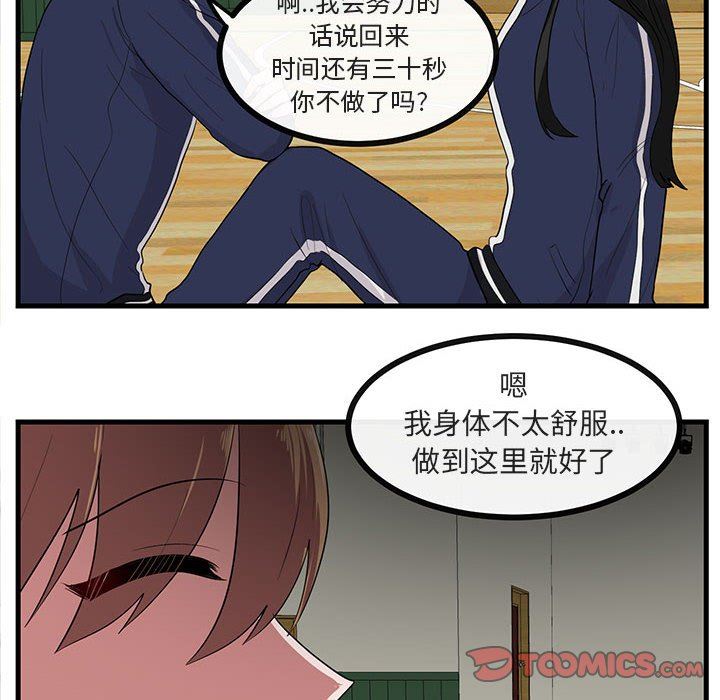 啊..我会努力的
话说回来
时间还有三十秒
你不做了吗?
嗯
我身体不太舒服..
做到这里就好了
TOOMICS.COM